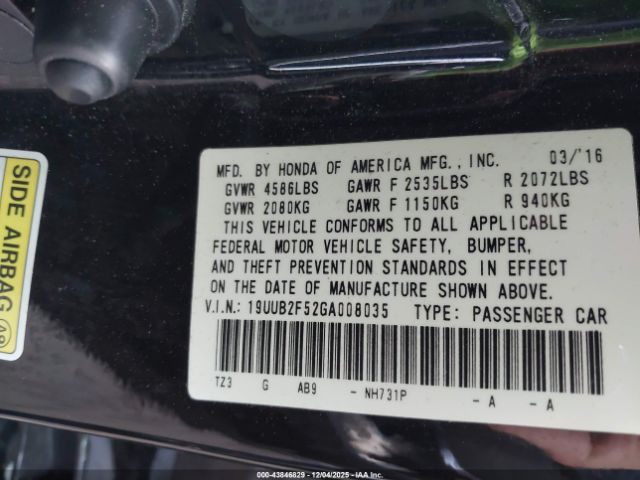 MFD. BY HONDA OF AMERICA MFG., INC. 03/'16
GVWR 4586LBS GAWR F 2535LBS R 2072LBS
GVWR 2080KG GAWR F 1150KG R 940KG
THIS VEHICLE CONFORMS TO ALL APPLICABLE
FEDERAL MOTOR VEHICLE SAFETY, BUMPER,
AND THEFT PREVENTION STANDARDS IN EFFECT
ON THE DATE OF MANUFACTURE SHOWN ABOVE.
V.I.N.: 19UUB2F52GA008035 TYPE: PASSENGER CAR
TZ3 G AB9 - NH731P - A - A
SIDE AIRBAG
000-43846829 - 12/04/2025 - IAA.com